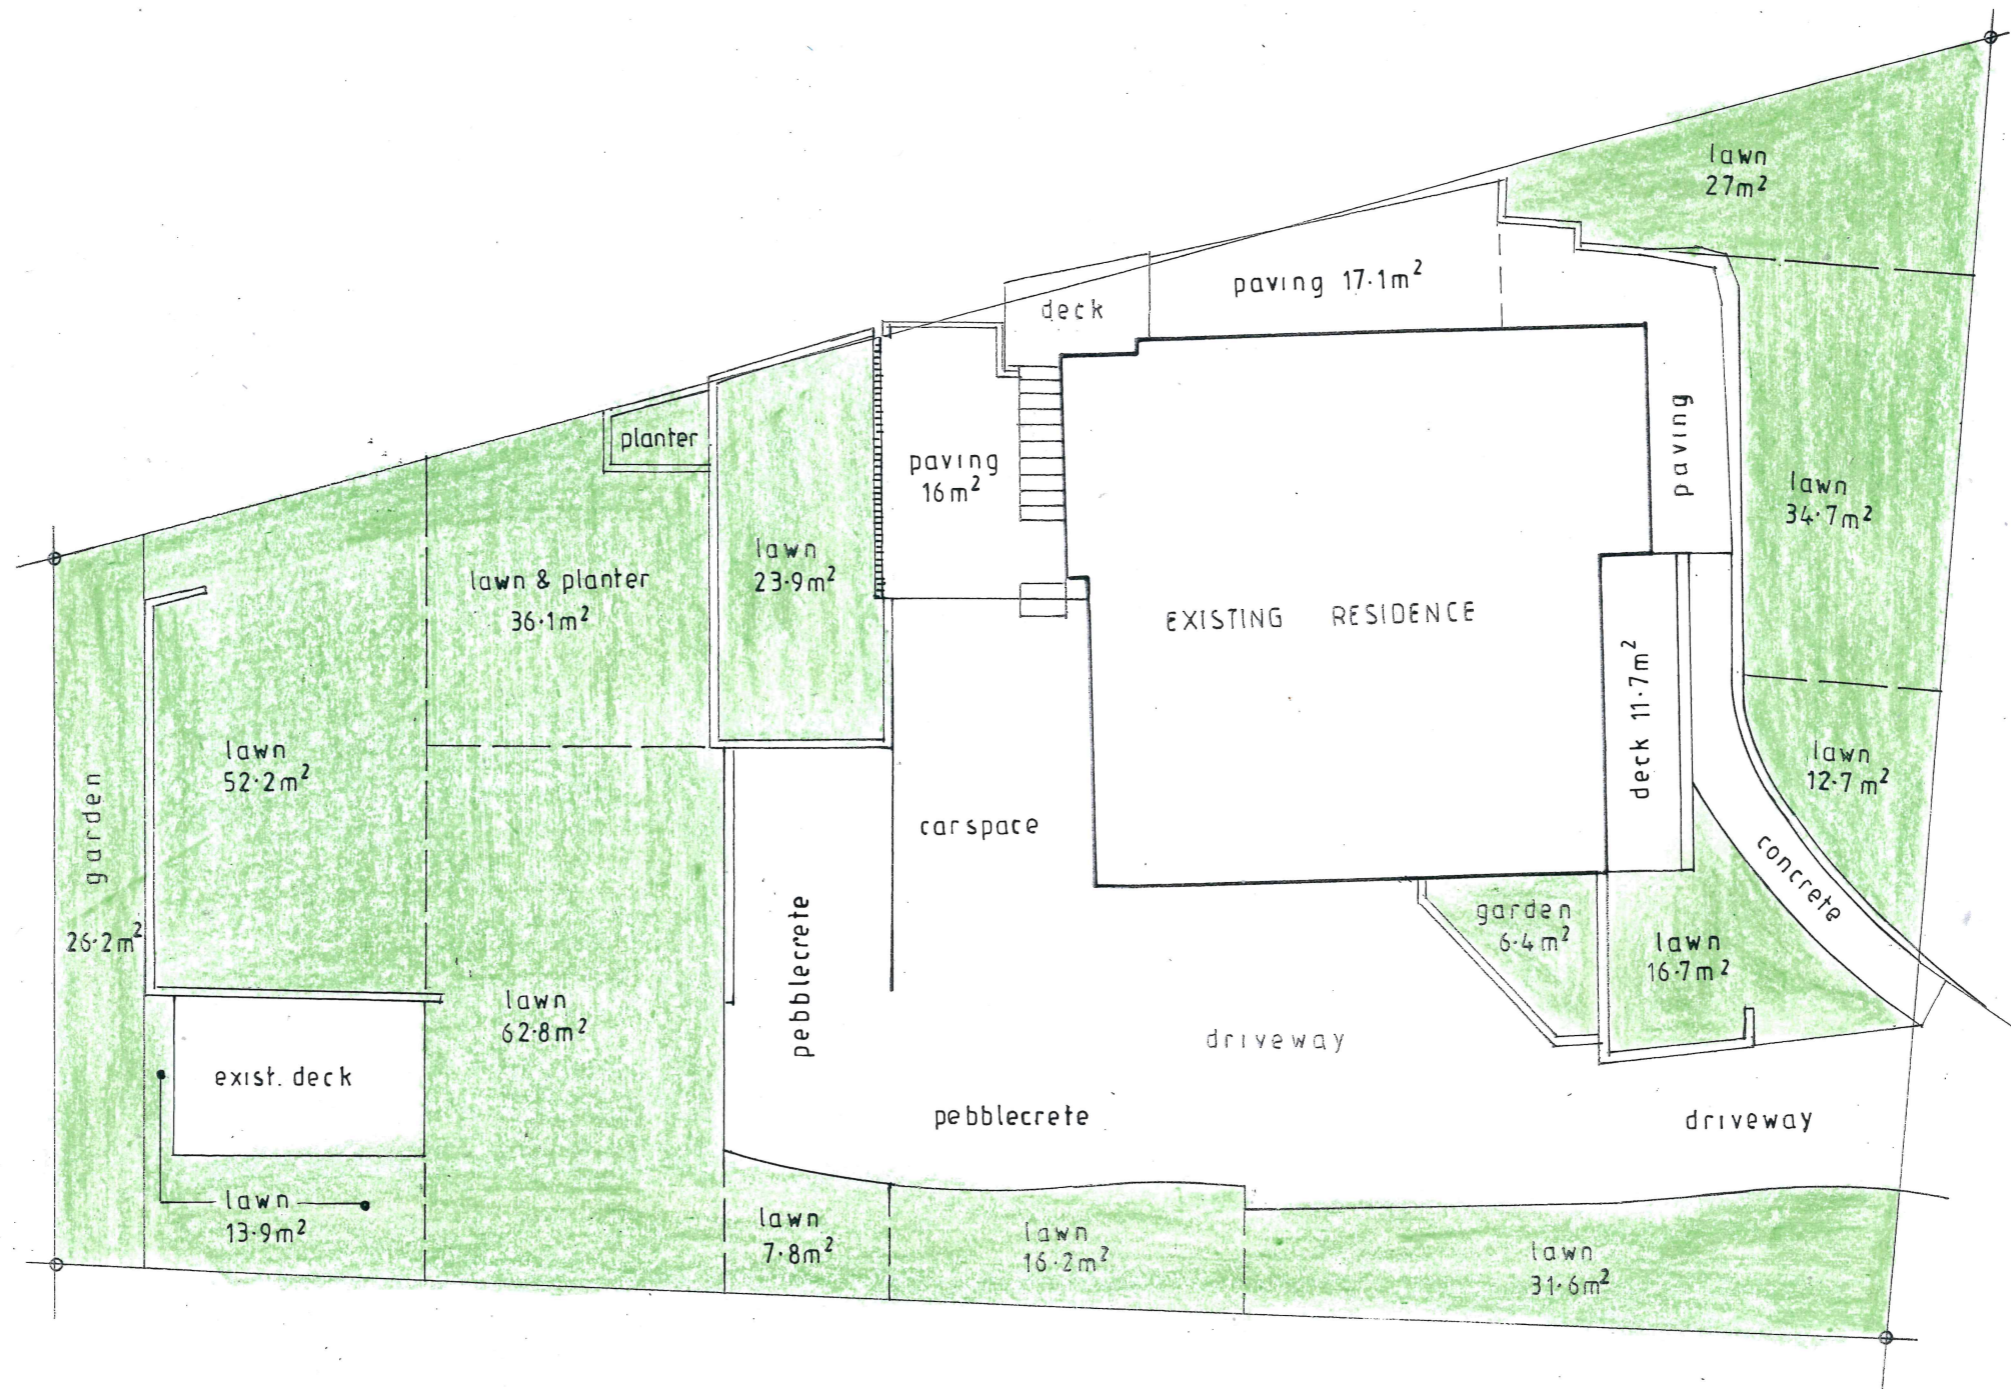 lawn
27m²
paving 17·1m²
deck
planter
paving
16m²
paving
lawn
34·7m²
lawn
23·9m²
lawn & planter
36·1m²
EXISTING RESIDENCE
deck 11·7m²
lawn
52·2m²
lawn
12·7m²
garden
26·2m²
carspace
concrete
garden
6·4m²
lawn
16·7m²
pebblecrete
lawn
62·8m²
driveway
exist. deck
pebblecrete
driveway
lawn
13·9m²
lawn
7·8m²
lawn
16·2m²
lawn
31·6m²